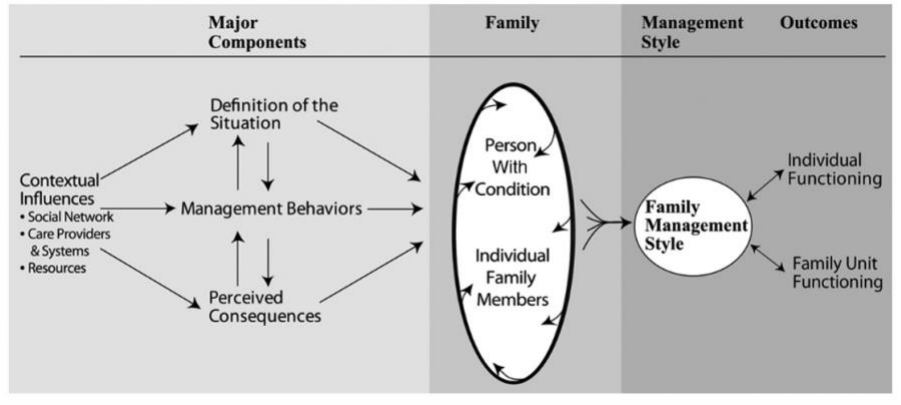 Major
Components
Family
Management
Style
Outcomes
Definition of the
Situation
Contextual
Influences
• Social Network
• Care Providers
& Systems
• Resources
Management Behaviors
Perceived
Consequences
Person
With
Condition
Individual
Family
Members
Family
Management
Style
Individual
Functioning
Family Unit
Functioning